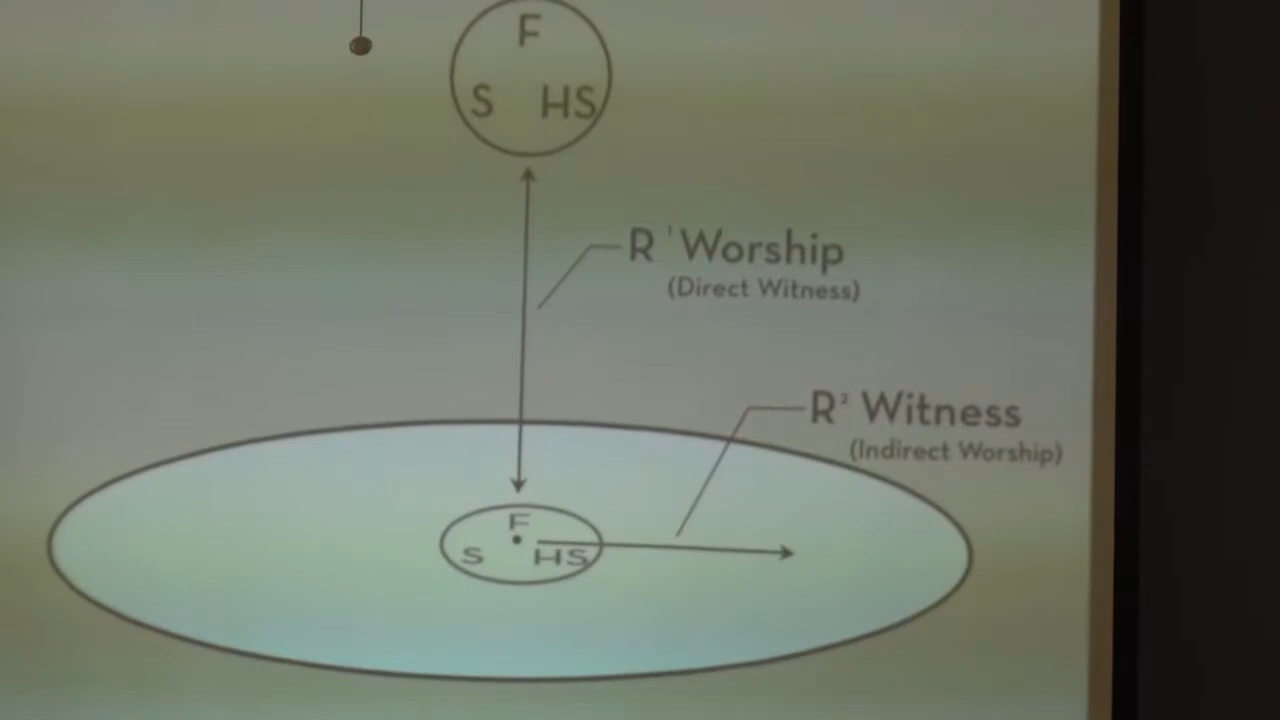 F
S HS
R¹ Worship
(Direct Witness)
R² Witness
(Indirect Worship)
F
S HS